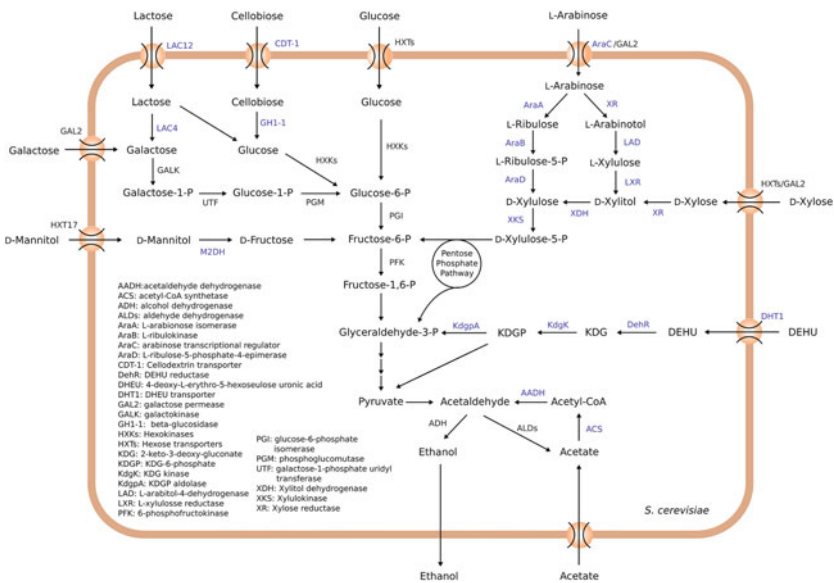 Lactose
Cellobiose
Glucose
L-Arabinose
LAC12
CDT-1
HXTs
AraC/GAL2
Lactose
Cellobiose
Glucose
L-Arabinose
AraA
XR
LAC4
GH1-1
L-Ribulose
L-Arabinotol
GAL2
Galactose
Galactose
Glucose
HXKs
HXKs
AraB
LAD
GALK
L-Ribulose-5-P
L-Xylulose
AraD
LXR
HXTs/GAL2
Galactose-1-P
UTF
Glucose-1-P
PGM
Glucose-6-P
D-Xylulose
XDH
D-Xylitol
XR
D-Xylose
D-Xylose
PGI
XKS
HXT17
D-Mannitol
D-Mannitol
M2DH
D-Fructose
Fructose-6-P
D-Xylulose-5-P
PFK
Pentose
Phosphate
Pathway
Fructose-1,6-P
Glyceraldehyde-3-P
KdgpA
KDGP
KdgK
KDG
DehR
DEHU
DHT1
DEHU
Pyruvate
Acetaldehyde
AADH
Acetyl-CoA
ADH
ALDs
ACS
Ethanol
Acetate
S. cerevisiae
Ethanol
Acetate
AADH:acetaldehyde dehydrogenase
ACS: acetyl-CoA synthetase
ADH: alcohol dehydrogenase
ALDs: aldehyde dehydrogenase
AraA: L-arabionose isomerase
AraB: L-ribulokinase
AraC: arabinose transcriptional regulator
AraD: L-ribulose-5-phosphate-4-epimerase
CDT-1: Cellodextrin transporter
DehR: DEHU reductase
DHEU: 4-deoxy-L-erythro-5-hexoseulose uronic acid
DHT1: DHEU transporter
GAL2: galactose permease
GALK: galactokinase
GH1-1: beta-glucosidase
HXKs: Hexokinases
HXTs: Hexose transporters
KDG: 2-keto-3-deoxy-gluconate
KDGP: KDG-6-phosphate
KdgK: KDG kinase
KdgpA: KDGP aldolase
LAD: L-arabitol-4-dehydrogenase
LXR: L-xylulosse reductase
PFK: 6-phosphofructokinase
PGI: glucose-6-phosphate
isomerase
PGM: phosphoglucomutase
UTF: galactose-1-phosphate uridyl
transferase
XDH: Xylitol dehydrogenase
XKS: Xylulokinase
XR: Xylose reductase